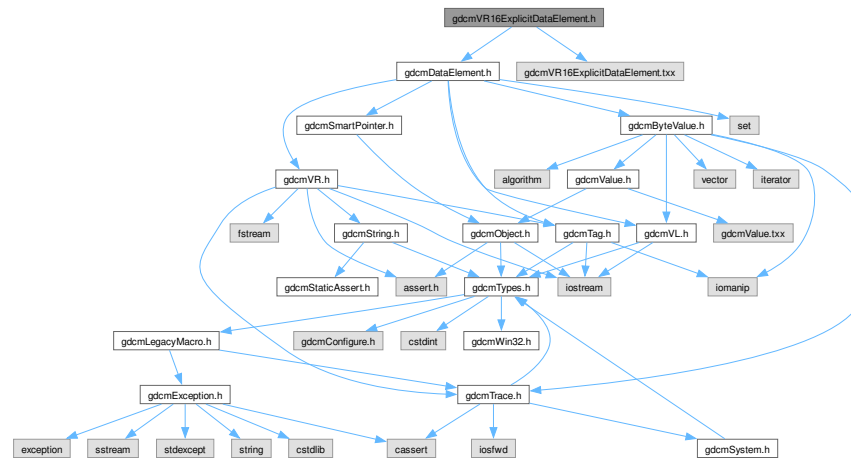 gdcmVR16ExplicitDataElement.h
gdcmDataElement.h
gdcmVR16ExplicitDataElement.txx
gdcmSmartPointer.h
gdcmByteValue.h
set
gdcmVR.h
algorithm
gdcmValue.h
vector
iterator
fstream
gdcmString.h
gdcmObject.h
gdcmTag.h
gdcmVL.h
gdcmValue.txx
gdcmStaticAssert.h
assert.h
gdcmTypes.h
iostream
iomanip
gdcmLegacyMacro.h
gdcmConfigure.h
cstdint
gdcmWin32.h
gdcmException.h
gdcmTrace.h
exception
sstream
stdexcept
string
cstdlib
cassert
iosfwd
gdcmSystem.h